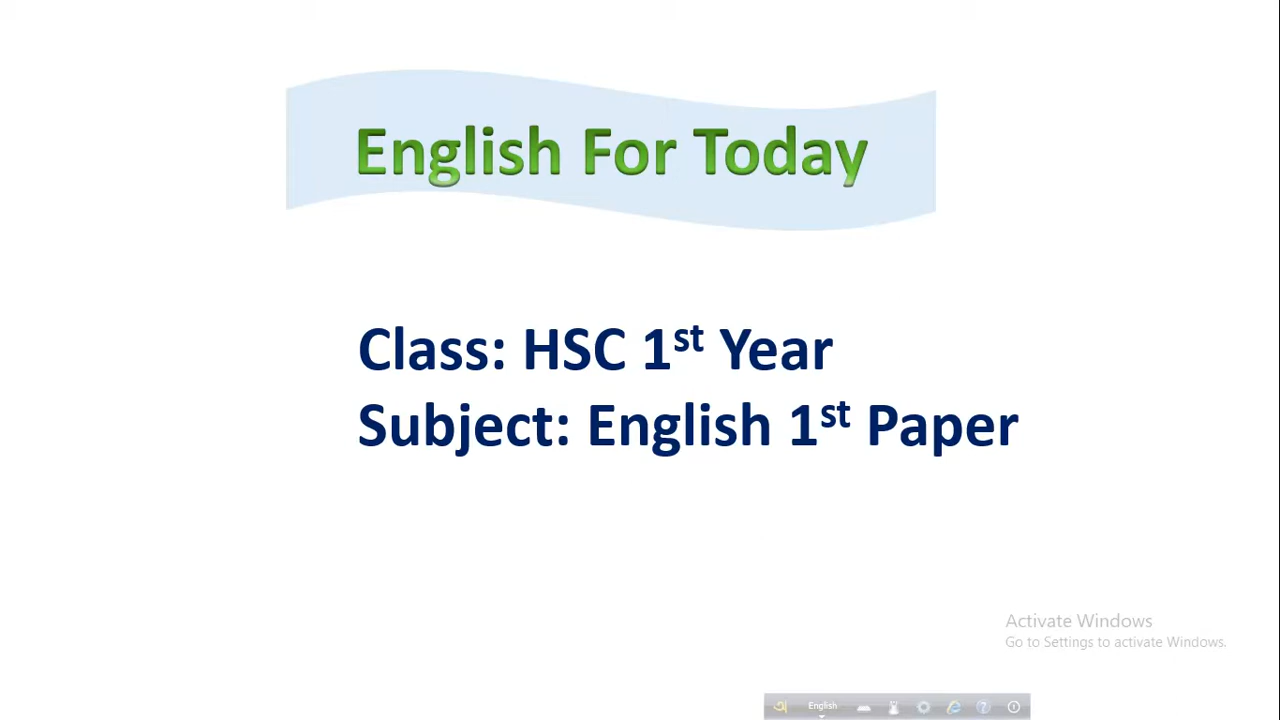 English For Today
Class: HSC 1st Year
Subject: English 1st Paper
Activate Windows
Go to Settings to activate Windows.
অ English